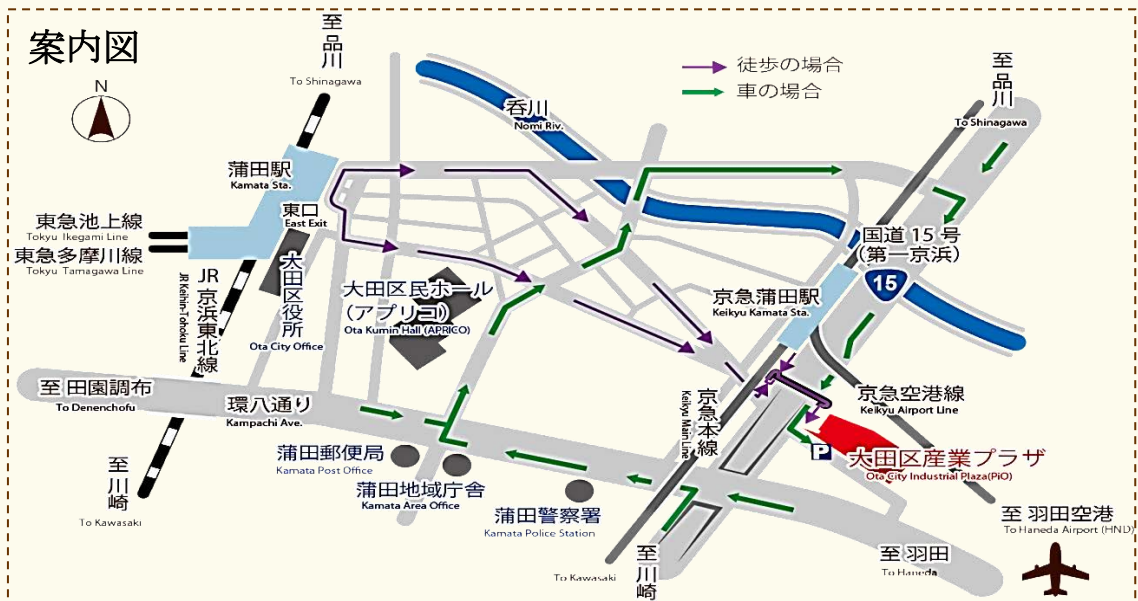 案内図
N
至品川
To Shinagawa
徒歩の場合
車の場合
呑川
Nomi Riv.
至品川
To Shinagawa
蒲田駅
Kamata Sta.
東口
East Exit
東急池上線
Tokyu Ikegami Line
東急多摩川線
Tokyu Tamagawa Line
JR京浜東北線
JR Keihin-Tohoku Line
大田区役所
Ota City Office
大田区民ホール
(アプリコ)
Ota Kumin Hall (APRICO)
国道15号
(第一京浜)
15
京急蒲田駅
Keikyu Kamata Sta.
至 田園調布
To Denenchofu
環八通り
Kampachi Ave.
京急本線
Keikyu Main Line
京急空港線
Keikyu Airport Line
P
大田区産業プラザ
Ota City Industrial Plaza(PiO)
蒲田郵便局
Kamata Post Office
蒲田地域庁舎
Kamata Area Office
蒲田警察署
Kamata Police Station
至川崎
To Kawasaki
至川崎
To Kawasaki
至 羽田空港
To Haneda Airport (HND)
至 羽田
To Haneda